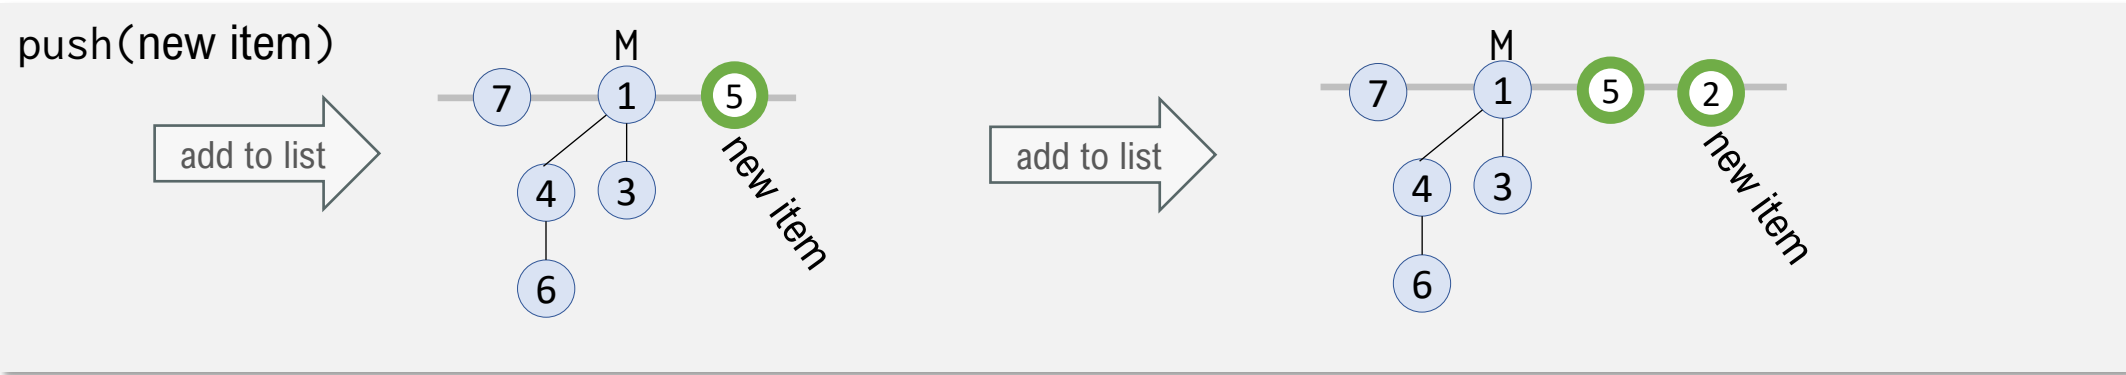 push(new item)
add to list
M
7 1 5
4 3
6
new item
add to list
M
7 1 5 2
4 3
6
new item